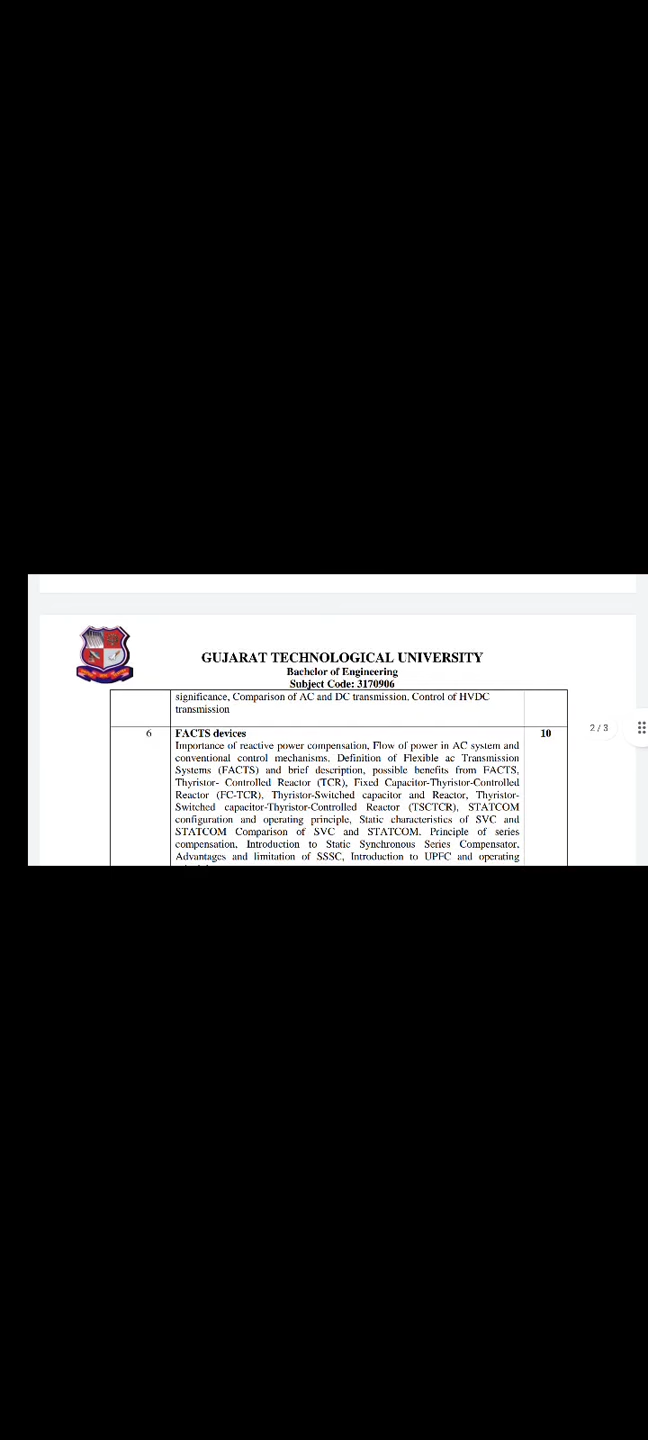 GUJARAT TECHNOLOGICAL UNIVERSITY
Bachelor of Engineering
Subject Code: 3170906
significance, Comparison of AC and DC transmission, Control of HVDC
transmission
6 FACTS devices 10
Importance of reactive power compensation, Flow of power in AC system and
conventional control mechanisms. Definition of Flexible ac Transmission
Systems (FACTS) and brief description, possible benefits from FACTS,
Thyristor- Controlled Reactor (TCR), Fixed Capacitor-Thyristor-Controlled
Reactor (FC-TCR), Thyristor-Switched capacitor and Reactor, Thyristor-
Switched capacitor-Thyristor-Controlled Reactor (TSCTCR), STATCOM
configuration and operating principle, Static characteristics of SVC and
STATCOM Comparison of SVC and STATCOM. Principle of series
compensation, Introduction to Static Synchronous Series Compensator,
Advantages and limitation of SSSC, Introduction to UPFC and operating
2 / 3